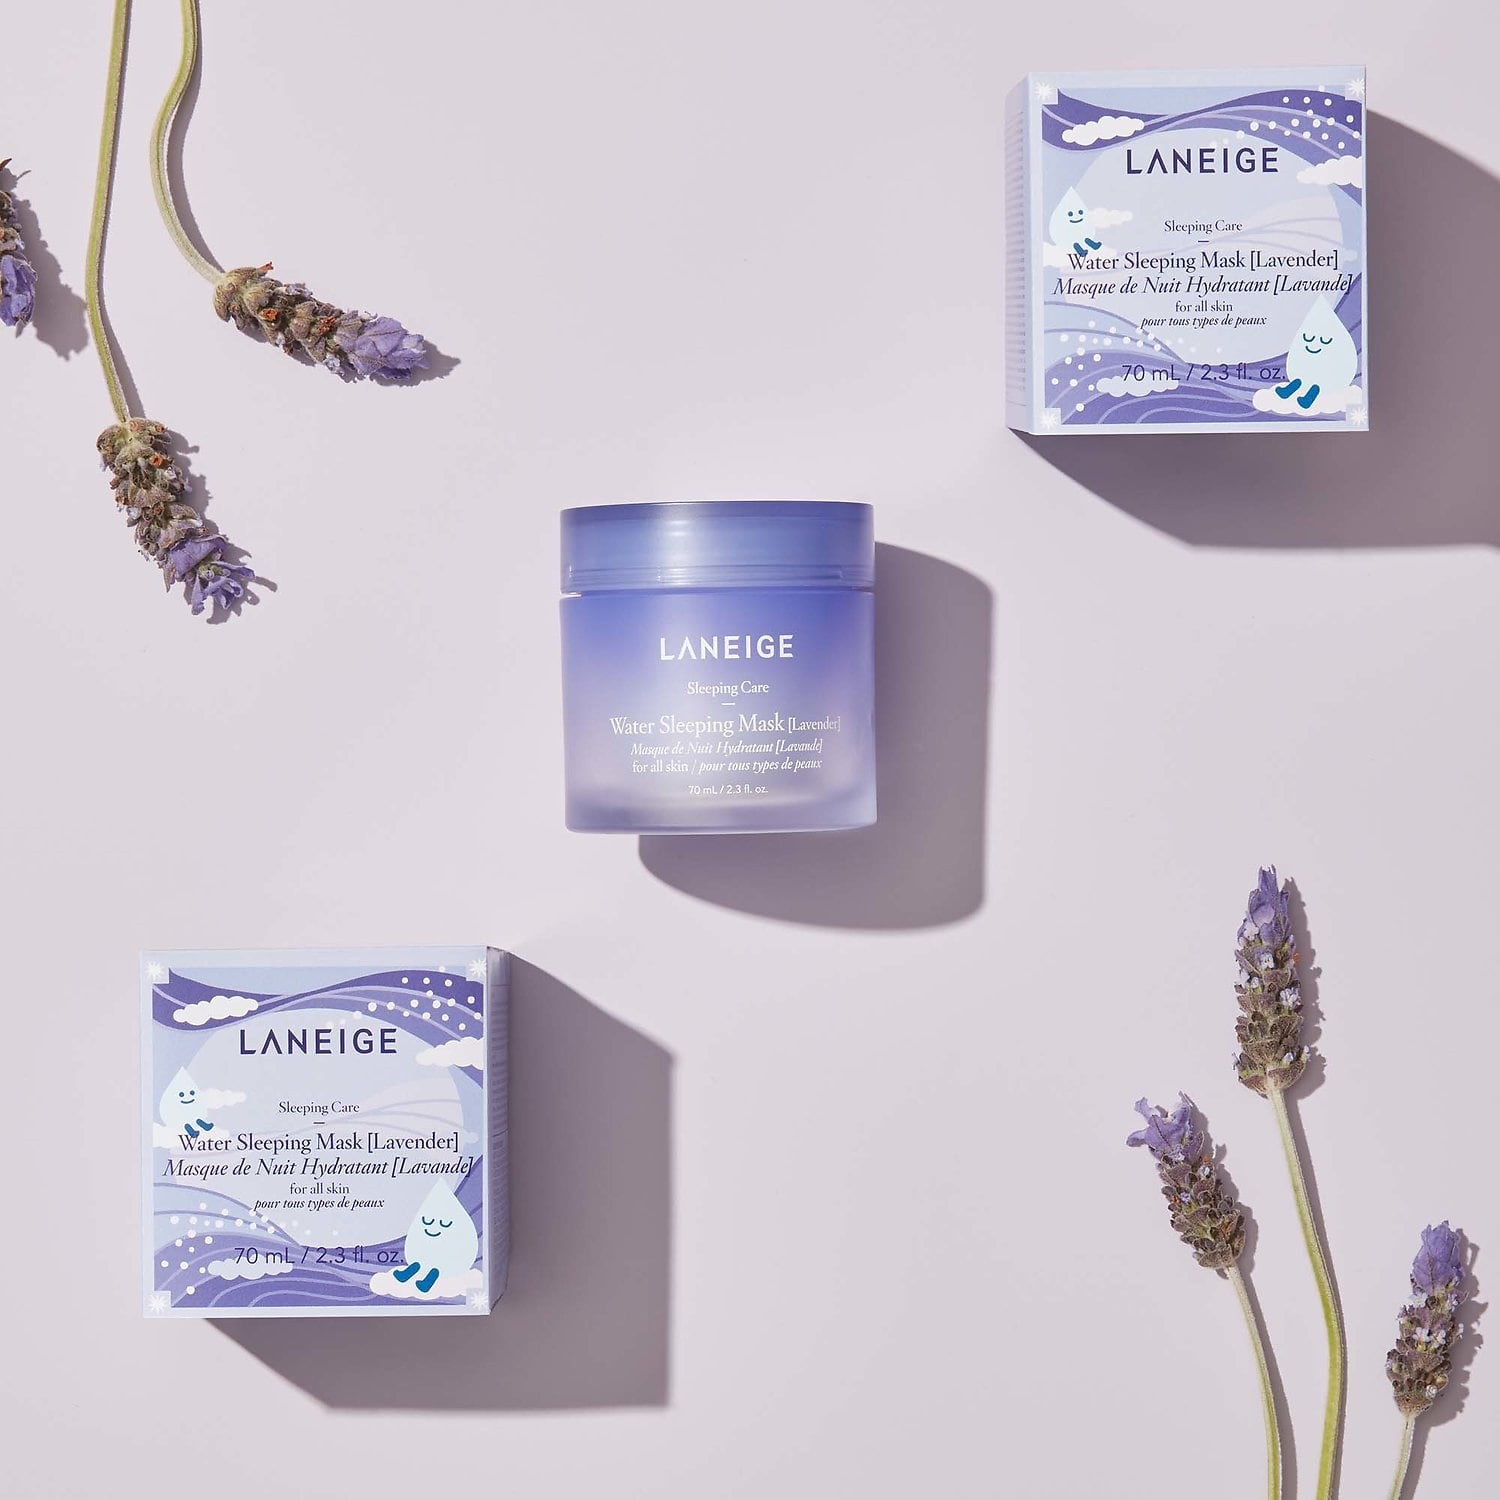 LANEIGE
Sleeping Care
Water Sleeping Mask [Lavender]
Masque de Nuit Hydratant [Lavande]
for all skin
pour tous types de peaux
70 mL / 2.3 fl. oz.
LANEIGE
Sleeping Care
Water Sleeping Mask [Lavender]
Masque de Nuit Hydratant [Lavande]
for all skin / pour tous types de peaux
70 mL / 2.3 fl. oz.
LANEIGE
Sleeping Care
Water Sleeping Mask [Lavender]
Masque de Nuit Hydratant [Lavande]
for all skin
pour tous types de peaux
70 mL / 2.3 fl. oz.